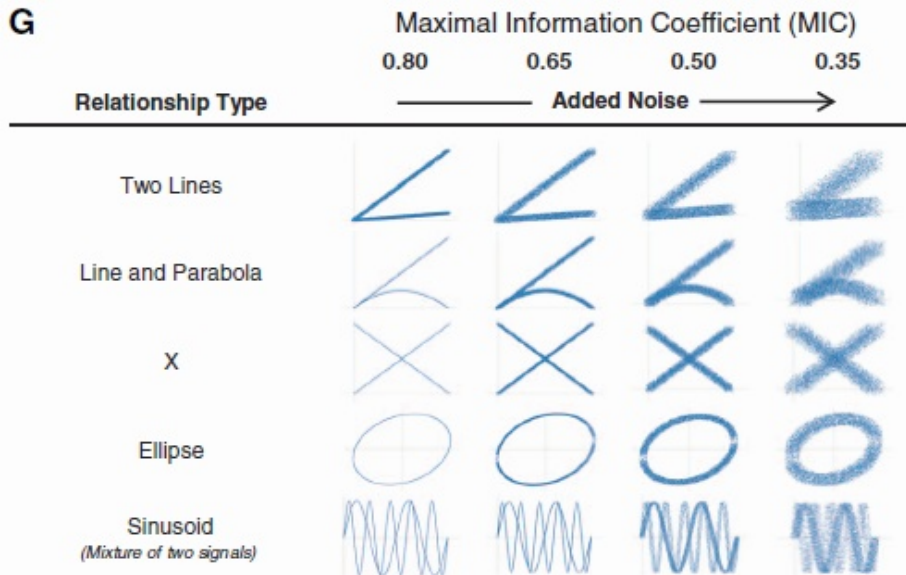 G
Maximal Information Coefficient (MIC)
0.80 0.65 0.50 0.35
Relationship Type Added Noise
Two Lines
Line and Parabola
X
Ellipse
Sinusoid
(Mixture of two signals)